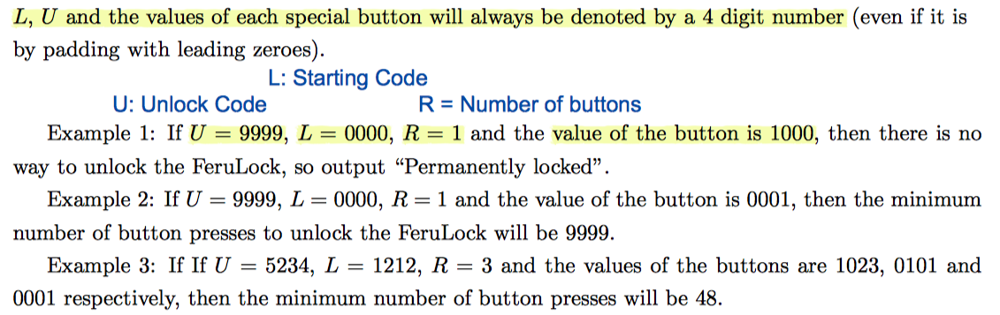 L, U and the values of each special button will always be denoted by a 4 digit number (even if it is
by padding with leading zeroes).
L: Starting Code
U: Unlock Code R = Number of buttons
Example 1: If U = 9999, L = 0000, R = 1 and the value of the button is 1000, then there is no
way to unlock the FeruLock, so output “Permanently locked”.
Example 2: If U = 9999, L = 0000, R = 1 and the value of the button is 0001, then the minimum
number of button presses to unlock the FeruLock will be 9999.
Example 3: If If U = 5234, L = 1212, R = 3 and the values of the buttons are 1023, 0101 and
0001 respectively, then the minimum number of button presses will be 48.